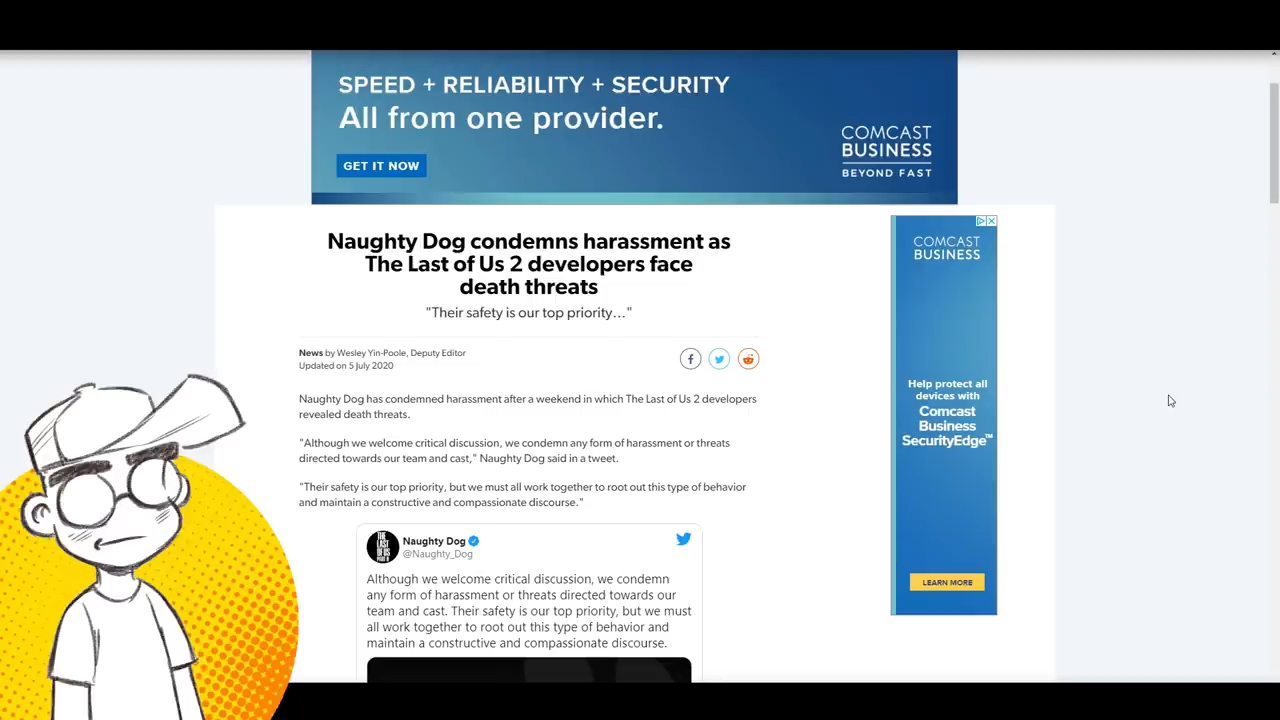 SPEED + RELIABILITY + SECURITY
All from one provider.
GET IT NOW
COMCAST
BUSINESS
BEYOND FAST
Naughty Dog condemns harassment as
The Last of Us 2 developers face
death threats
"Their safety is our top priority…"
News by Wesley Yin-Poole, Deputy Editor
Updated on 5 July 2020
Naughty Dog has condemned harassment after a weekend in which The Last of Us 2 developers
revealed death threats.
"Although we welcome critical discussion, we condemn any form of harassment or threats
directed towards our team and cast," Naughty Dog said in a tweet.
"Their safety is our top priority, but we must all work together to root out this type of behavior
and maintain a constructive and compassionate discourse."
THE LAST OF US PART II
Naughty Dog
@Naughty_Dog
Although we welcome critical discussion, we condemn
any form of harassment or threats directed towards our
team and cast. Their safety is our top priority, but we must
all work together to root out this type of behavior and
maintain a constructive and compassionate discourse.
COMCAST
BUSINESS
Help protect all
devices with
Comcast
Business
SecurityEdge™
LEARN MORE